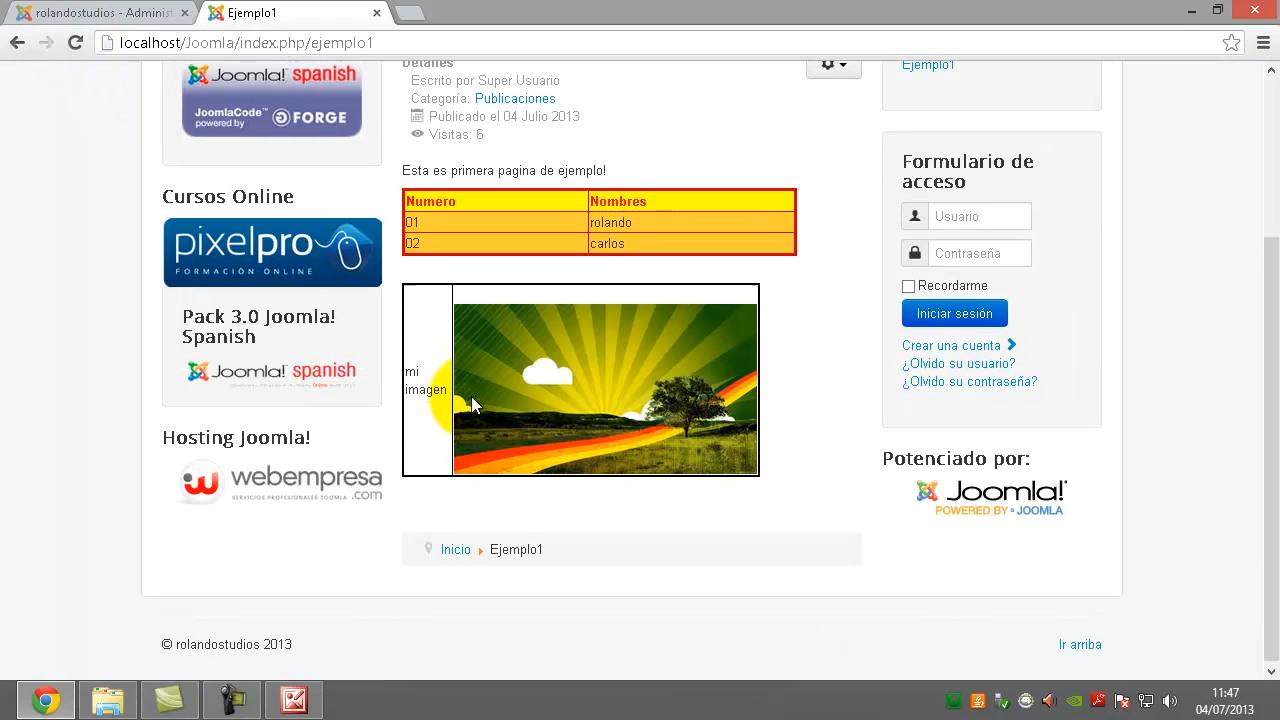 rolandostudios - Administ
Ejemplo1
localhost/Joomla/index.php/ejemplo1
Joomla! spanish
JoomlaCode™
powered by
FORGE
Cursos Online
pixelpro
FORMACIÓN ONLINE
Pack 3.0 Joomla!
Spanish
Joomla! spanish
Hosting Joomla!
webempresa
SERVICIOS PROFESIONALES JOOMLA .com
Detalles
Escrito por Super Usuario
Categoría: Publicaciones
Publicado el 04 Julio 2013
Visitas: 6
Esta es primera pagina de ejemplo!
Numero Nombres
01 rolando
02 carlos
mi
imagen
Inicio Ejemplo1
Ejemplo1
Formulario de
acceso
Usuario
Contraseña
Recordarme
Iniciar sesión
Crear una cuenta
¿Olvido su usuario?
¿Olvido su contraseña?
Potenciado por:
Joomla!
POWERED BY JOOMLA
© rolandostudios 2013
Ir arriba
11:47
04/07/2013